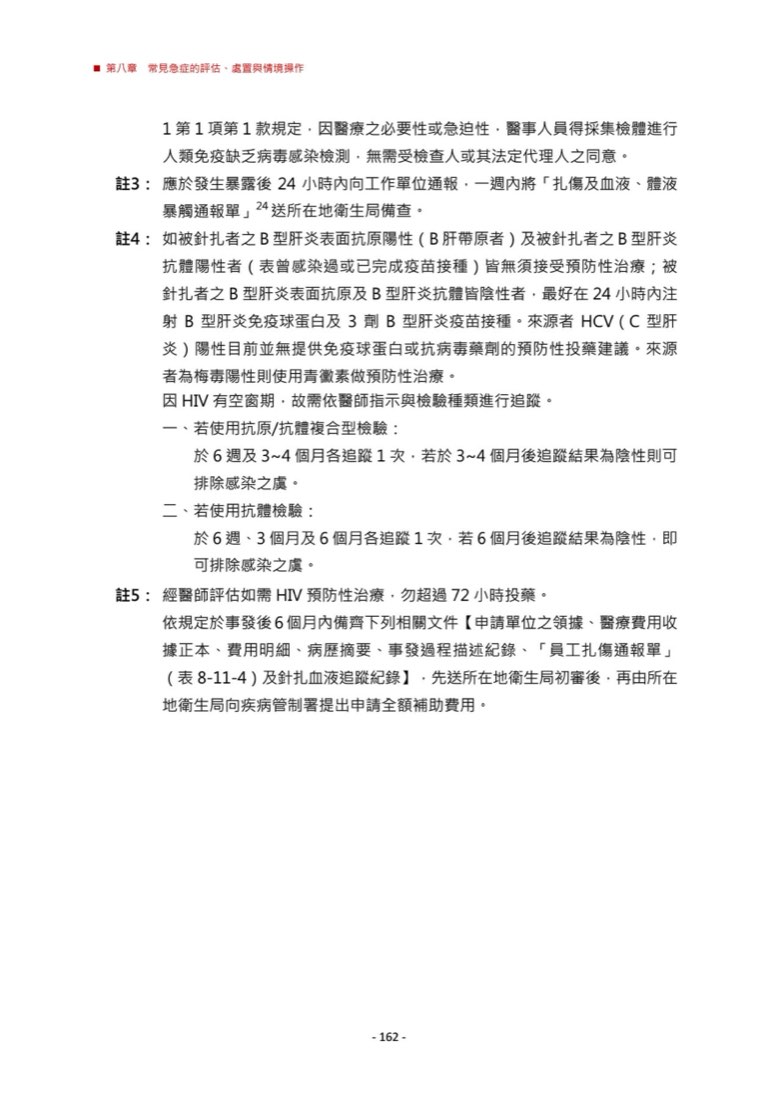 ■ 第八章 常見急症的評估、處置與情境操作
1 第 1 項第 1 款規定，因醫療之必要性或急迫性，醫事人員得採集檢體進行
人類免疫缺乏病毒感染檢測，無需受檢查人或其法定代理人之同意。
註3： 應於發生暴露後 24 小時內向工作單位通報，一週內將「扎傷及血液、體液
暴觸通報單」24 送所在地衛生局備查。
註4： 如被針扎者之 B 型肝炎表面抗原陽性（B 肝帶原者）及被針扎者之 B 型肝炎
抗體陽性者（表曾感染過或已完成疫苗接種）皆無須接受預防性治療；被
針扎者之 B 型肝炎表面抗原及 B 型肝炎抗體皆陰性者，最好在 24 小時內注
射 B 型肝炎免疫球蛋白及 3 劑 B 型肝炎疫苗接種。來源者 HCV（C 型肝
炎）陽性目前並無提供免疫球蛋白或抗病毒藥劑的預防性投藥建議。來源
者為梅毒陽性則使用青黴素做預防性治療。
因 HIV 有空窗期，故需依醫師指示與檢驗種類進行追蹤。
一、若使用抗原/抗體複合型檢驗：
於 6 週及 3~4 個月各追蹤 1 次，若於 3~4 個月後追蹤結果為陰性則可
排除感染之虞。
二、若使用抗體檢驗：
於 6 週、3 個月及 6 個月各追蹤 1 次，若 6 個月後追蹤結果為陰性，即
可排除感染之虞。
註5： 經醫師評估如需 HIV 預防性治療，勿超過 72 小時投藥。
依規定於事發後 6 個月內備齊下列相關文件【申請單位之領據、醫療費用收
據正本、費用明細、病歷摘要、事發過程描述紀錄、「員工扎傷通報單」
（表 8-11-4）及針扎血液追蹤紀錄】，先送所在地衛生局初審後，再由所在
地衛生局向疾病管制署提出申請全額補助費用。
- 162 -